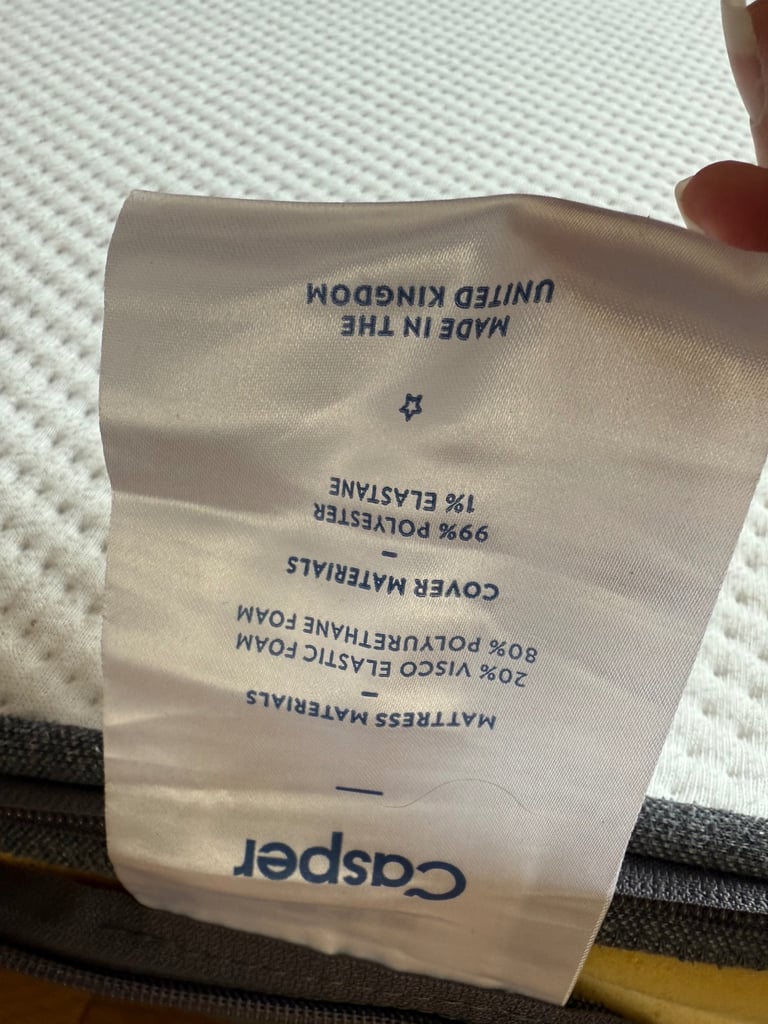 Casper
—
MATTRESS MATERIALS
–
20% VISCO ELASTIC FOAM
80% POLYURETHANE FOAM
COVER MATERIALS
–
99% POLYESTER
1% ELASTANE
MADE IN THE
UNITED KINGDOM